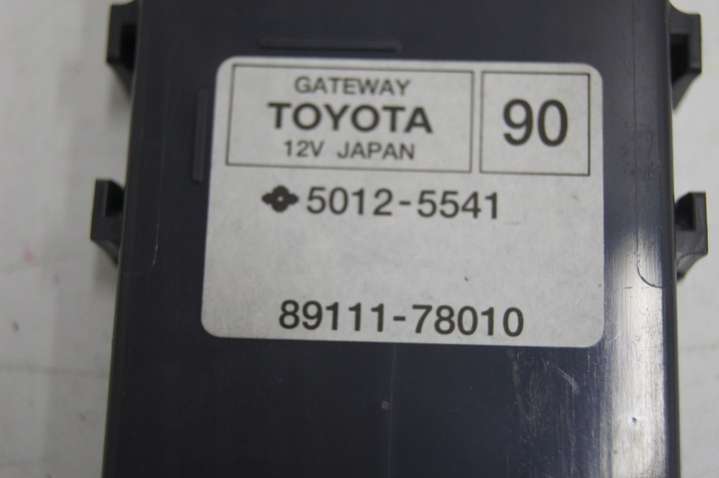 GATEWAY
TOYOTA
12V JAPAN
90
5012-5541
89111-78010